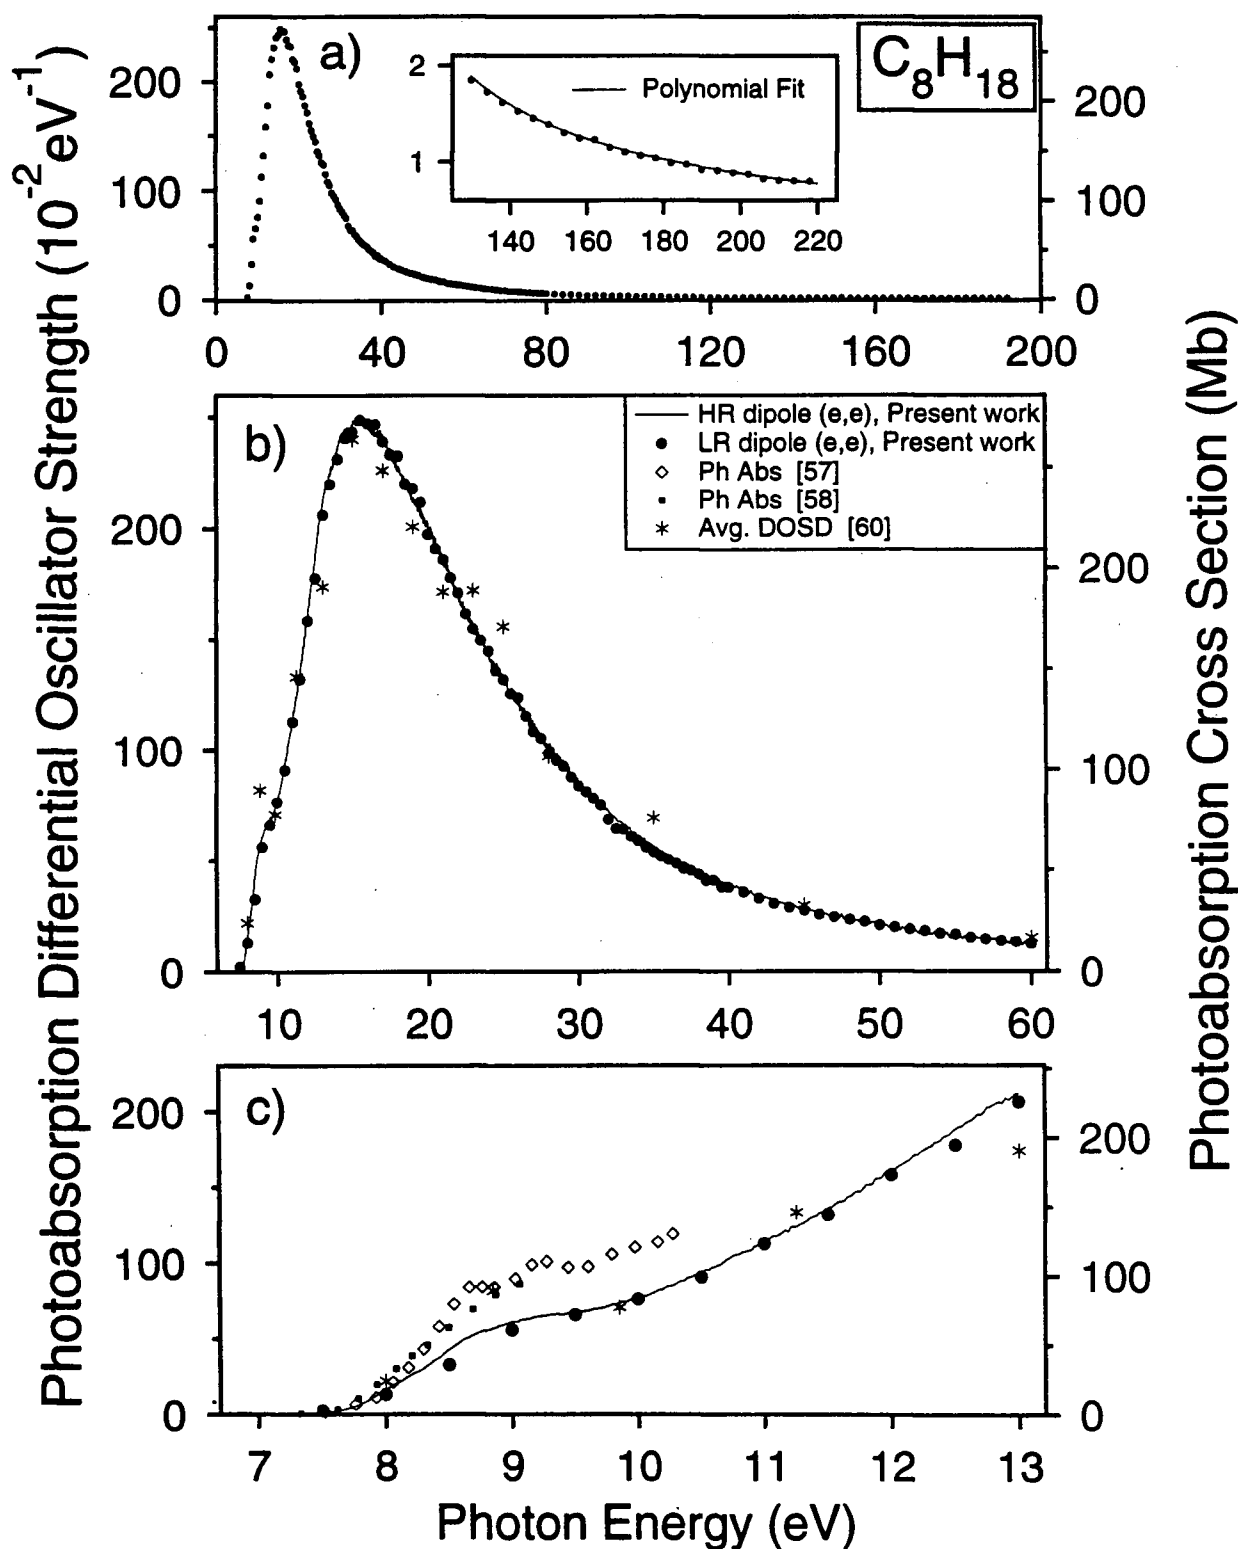 Photoabsorption Differential Oscillator Strength (10⁻² eV⁻¹)
Photoabsorption Cross Section (Mb)
a)
C₈H₁₈
200
100
0
200
100
0
0 40 80 120 160 200
2
1
Polynomial Fit
140 160 180 200 220
b)
HR dipole (e,e), Present work
LR dipole (e,e), Present work
Ph Abs [57]
Ph Abs [58]
Avg. DOSD [60]
200
100
0
200
100
0
10 20 30 40 50 60
c)
200
100
0
200
100
0
7 8 9 10 11 12 13
Photon Energy (eV)